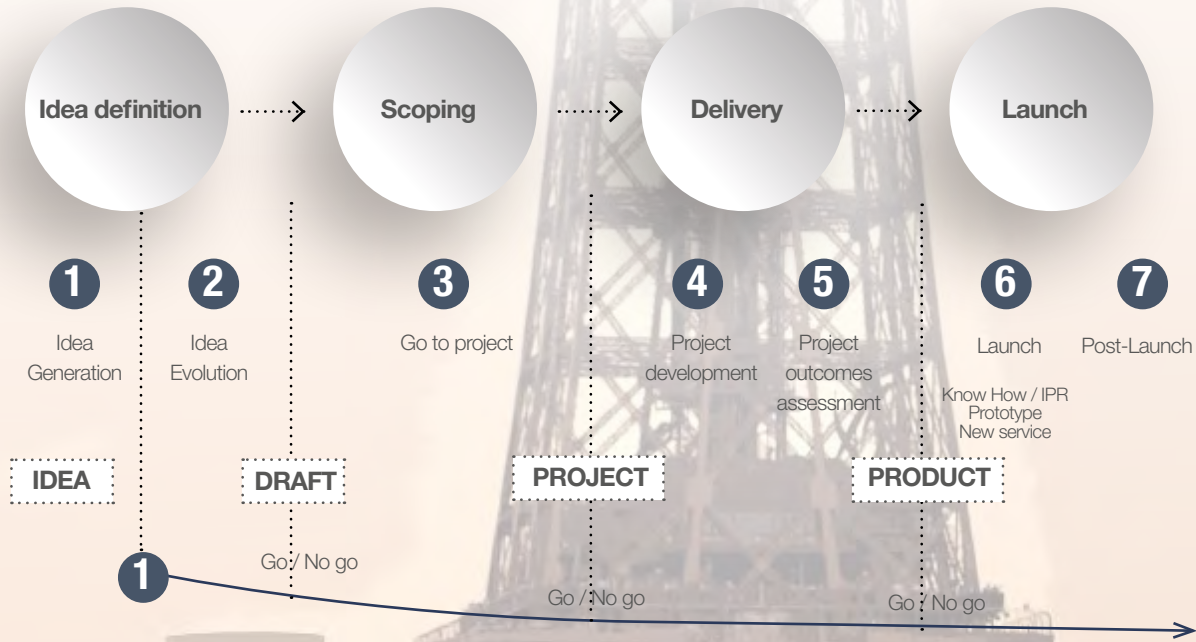 Idea definition
Scoping
Delivery
Launch
1
2
3
4
5
6
7
Idea
Generation
Idea
Evolution
Go to project
Project
development
Project
outcomes
assessment
Launch
Post-Launch
Know How / IPR
Prototype
New service
IDEA
DRAFT
PROJECT
PRODUCT
1
Go / No go
Go / No go
Go / No go